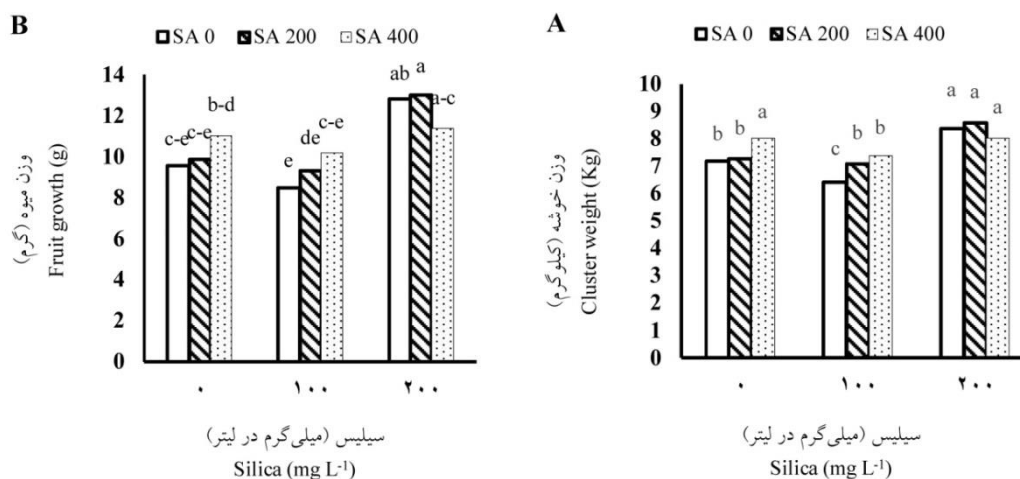 B
SA 0 SA 200 SA 400
14
12
10
8
6
4
2
0
c-e c-e b-d
e de c-e
ab a a-c
۰ ۱۰۰ ۲۰۰
وزن میوه (گرم)
Fruit growth (g)
سیلیس (میلی‌گرم در لیتر)
Silica (mg L⁻¹)
A
SA 0 SA 200 SA 400
10
9
8
7
6
5
4
3
2
1
0
b b a
c b b
a a a
۰ ۱۰۰ ۲۰۰
وزن خوشه (کیلوگرم)
Cluster weight (Kg)
سیلیس (میلی‌گرم در لیتر)
Silica (mg L⁻¹)